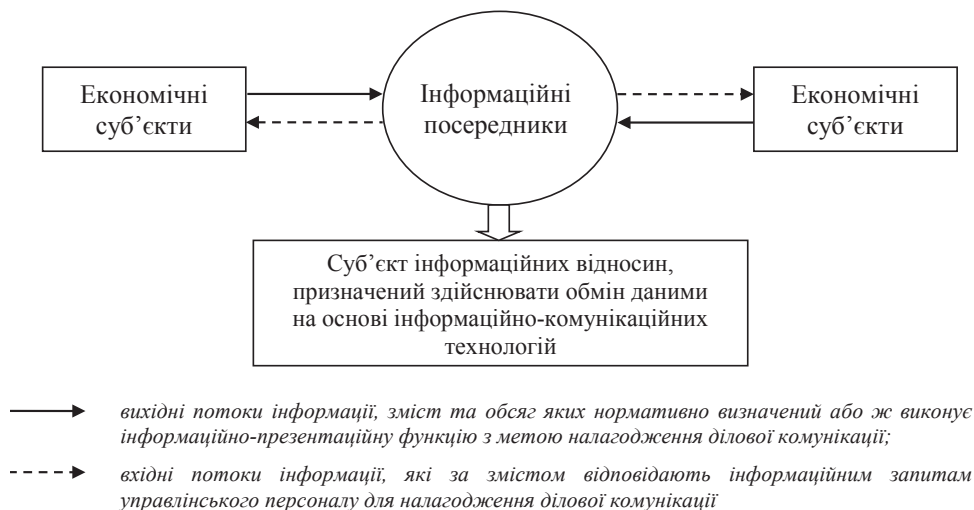 Економічні
суб’єкти
Інформаційні
посередники
Економічні
суб’єкти
Суб’єкт інформаційних відносин,
призначений здійснювати обмін даними
на основі інформаційно-комунікаційних
технологій
вихідні потоки інформації, зміст та обсяг яких нормативно визначений або ж виконує
інформаційно-презентаційну функцію з метою налагодження ділової комунікації;
вхідні потоки інформації, які за змістом відповідають інформаційним запитам
управлінського персоналу для налагодження ділової комунікації